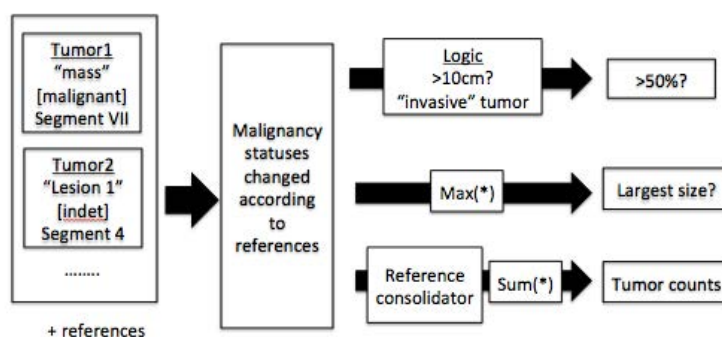 Tumor1
"mass"
[malignant]
Segment VII
Tumor2
"Lesion 1"
[indet]
Segment 4
........
+ references
Malignancy
statuses
changed
according
to
references
Logic
>10cm?
"invasive" tumor
>50%?
Max(*)
Largest size?
Reference
consolidator
Sum(*)
Tumor counts